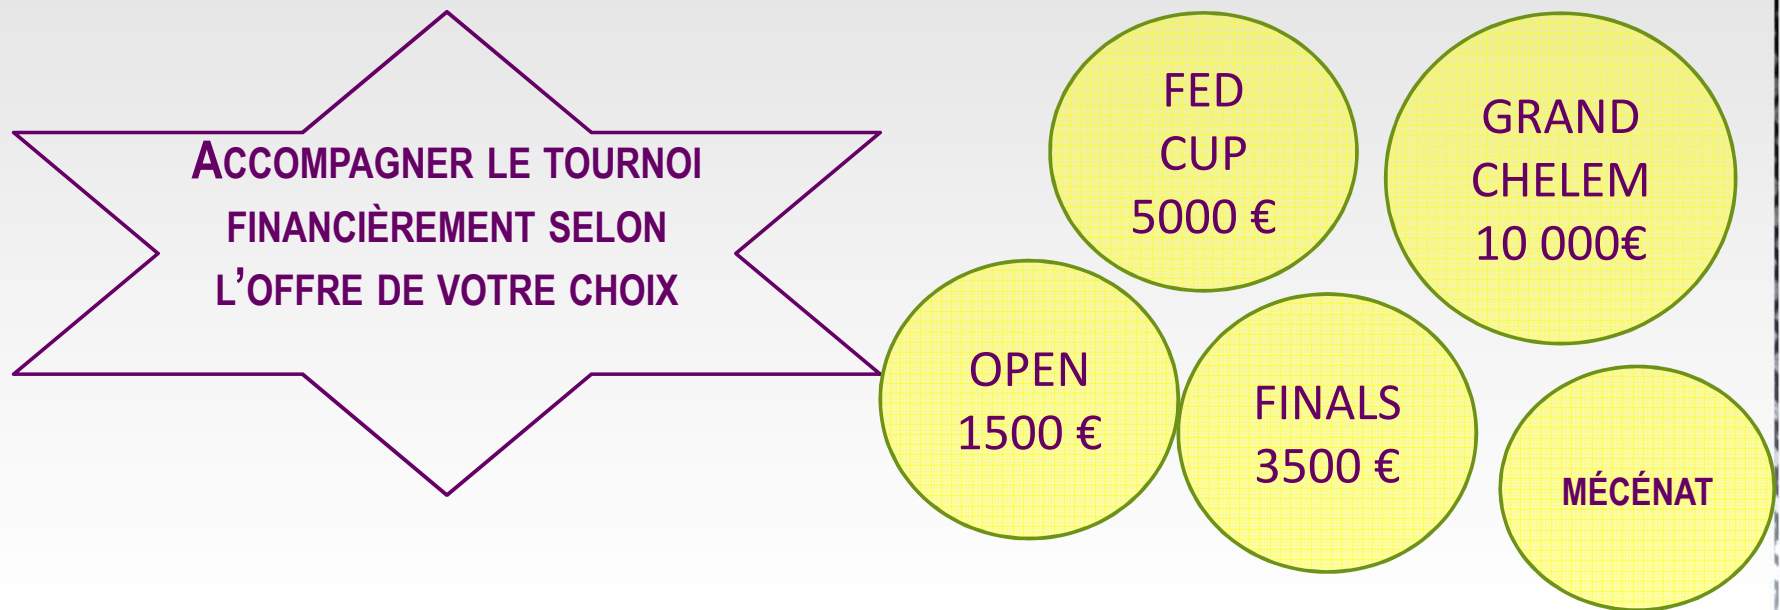 ACCOMPAGNER LE TOURNOI
FINANCIÈREMENT SELON
L’OFFRE DE VOTRE CHOIX
FED
CUP
5000 €
GRAND
CHELEM
10 000€
OPEN
1500 €
FINALS
3500 €
MÉCÉNAT